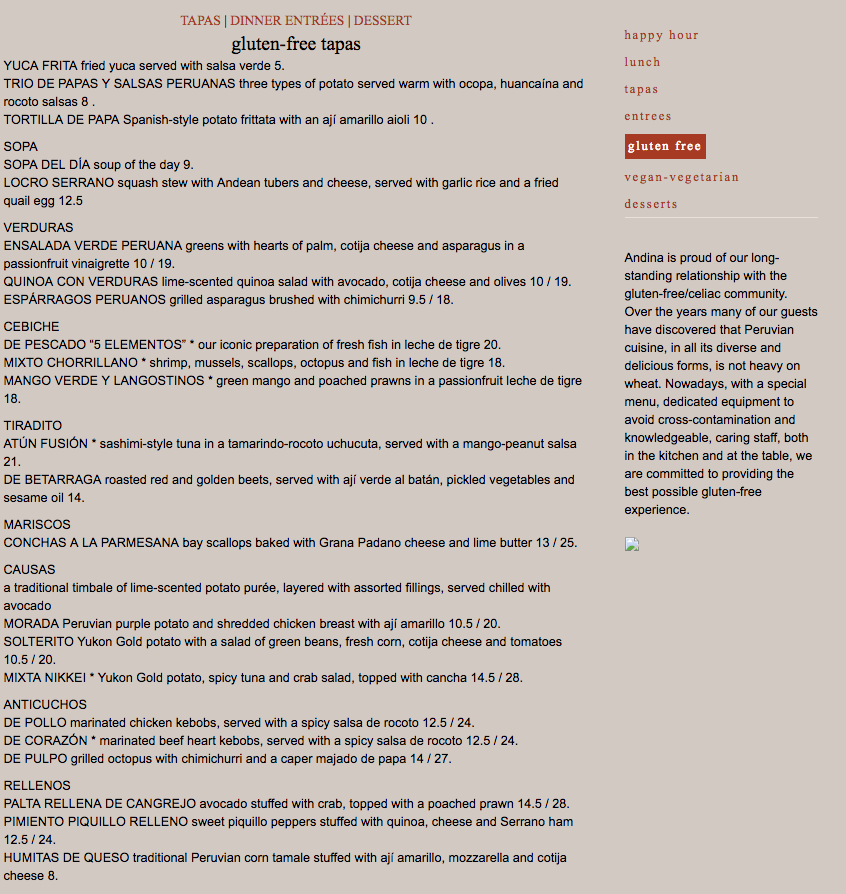 TAPAS | DINNER ENTRÉES | DESSERT
gluten-free tapas
YUCA FRITA fried yuca served with salsa verde 5.
TRIO DE PAPAS Y SALSAS PERUANAS three types of potato served warm with ocopa, huancaína and
rocoto salsas 8 .
TORTILLA DE PAPA Spanish-style potato frittata with an ají amarillo aioli 10 .
SOPA
SOPA DEL DÍA soup of the day 9.
LOCRO SERRANO squash stew with Andean tubers and cheese, served with garlic rice and a fried
quail egg 12.5
VERDURAS
ENSALADA VERDE PERUANA greens with hearts of palm, cotija cheese and asparagus in a
passionfruit vinaigrette 10 / 19.
QUINOA CON VERDURAS lime-scented quinoa salad with avocado, cotija cheese and olives 10 / 19.
ESPÁRRAGOS PERUANOS grilled asparagus brushed with chimichurri 9.5 / 18.
CEBICHE
DE PESCADO “5 ELEMENTOS” * our iconic preparation of fresh fish in leche de tigre 20.
MIXTO CHORRILLANO * shrimp, mussels, scallops, octopus and fish in leche de tigre 18.
MANGO VERDE Y LANGOSTINOS * green mango and poached prawns in a passionfruit leche de tigre
18.
TIRADITO
ATÚN FUSIÓN * sashimi-style tuna in a tamarindo-rocoto uchucuta, served with a mango-peanut salsa
21.
DE BETARRAGA roasted red and golden beets, served with ají verde al batán, pickled vegetables and
sesame oil 14.
MARISCOS
CONCHAS A LA PARMESANA bay scallops baked with Grana Padano cheese and lime butter 13 / 25.
CAUSAS
a traditional timbale of lime-scented potato purée, layered with assorted fillings, served chilled with
avocado
MORADA Peruvian purple potato and shredded chicken breast with ají amarillo 10.5 / 20.
SOLTERITO Yukon Gold potato with a salad of green beans, fresh corn, cotija cheese and tomatoes
10.5 / 20.
MIXTA NIKKEI * Yukon Gold potato, spicy tuna and crab salad, topped with cancha 14.5 / 28.
ANTICUCHOS
DE POLLO marinated chicken kebobs, served with a spicy salsa de rocoto 12.5 / 24.
DE CORAZÓN * marinated beef heart kebobs, served with a spicy salsa de rocoto 12.5 / 24.
DE PULPO grilled octopus with chimichurri and a caper majado de papa 14 / 27.
RELLENOS
PALTA RELLENA DE CANGREJO avocado stuffed with crab, topped with a poached prawn 14.5 / 28.
PIMIENTO PIQUILLO RELLENO sweet piquillo peppers stuffed with quinoa, cheese and Serrano ham
12.5 / 24.
HUMITAS DE QUESO traditional Peruvian corn tamale stuffed with ají amarillo, mozzarella and cotija
cheese 8.
happy hour
lunch
tapas
entrees
gluten free
vegan-vegetarian
desserts
Andina is proud of our long-
standing relationship with the
gluten-free/celiac community.
Over the years many of our guests
have discovered that Peruvian
cuisine, in all its diverse and
delicious forms, is not heavy on
wheat. Nowadays, with a special
menu, dedicated equipment to
avoid cross-contamination and
knowledgeable, caring staff, both
in the kitchen and at the table, we
are committed to providing the
best possible gluten-free
experience.